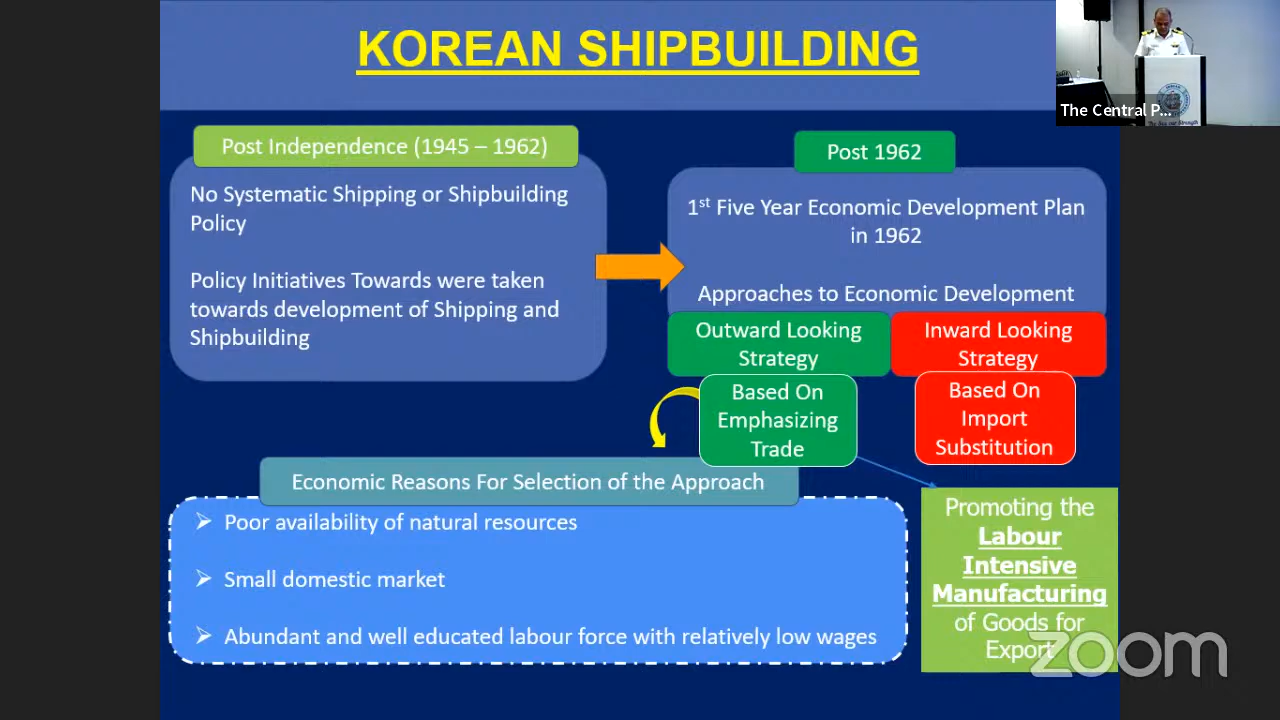 KOREAN SHIPBUILDING
The Central P...
Post Independence (1945 – 1962)
No Systematic Shipping or Shipbuilding
Policy
Policy Initiatives Towards were taken
towards development of Shipping and
Shipbuilding
Post 1962
1st Five Year Economic Development Plan
in 1962
Approaches to Economic Development
Outward Looking
Strategy
Inward Looking
Strategy
Based On
Emphasizing
Trade
Based On
Import
Substitution
Economic Reasons For Selection of the Approach
➢ Poor availability of natural resources
➢ Small domestic market
➢ Abundant and well educated labour force with relatively low wages
Promoting the
Labour
Intensive
Manufacturing
of Goods for
Export
zoom